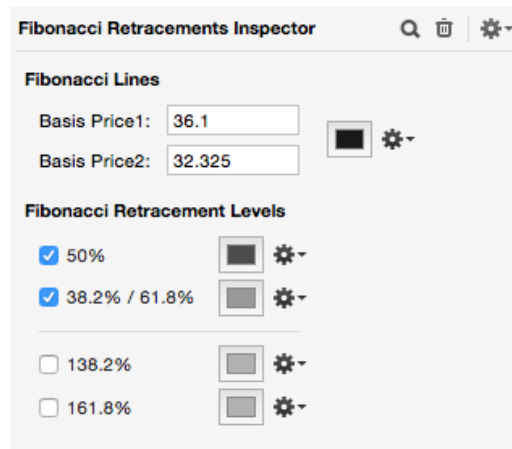 Fibonacci Retracements Inspector
Fibonacci Lines
Basis Price1: 36.1
Basis Price2: 32.325
Fibonacci Retracement Levels
50%
38.2% / 61.8%
138.2%
161.8%